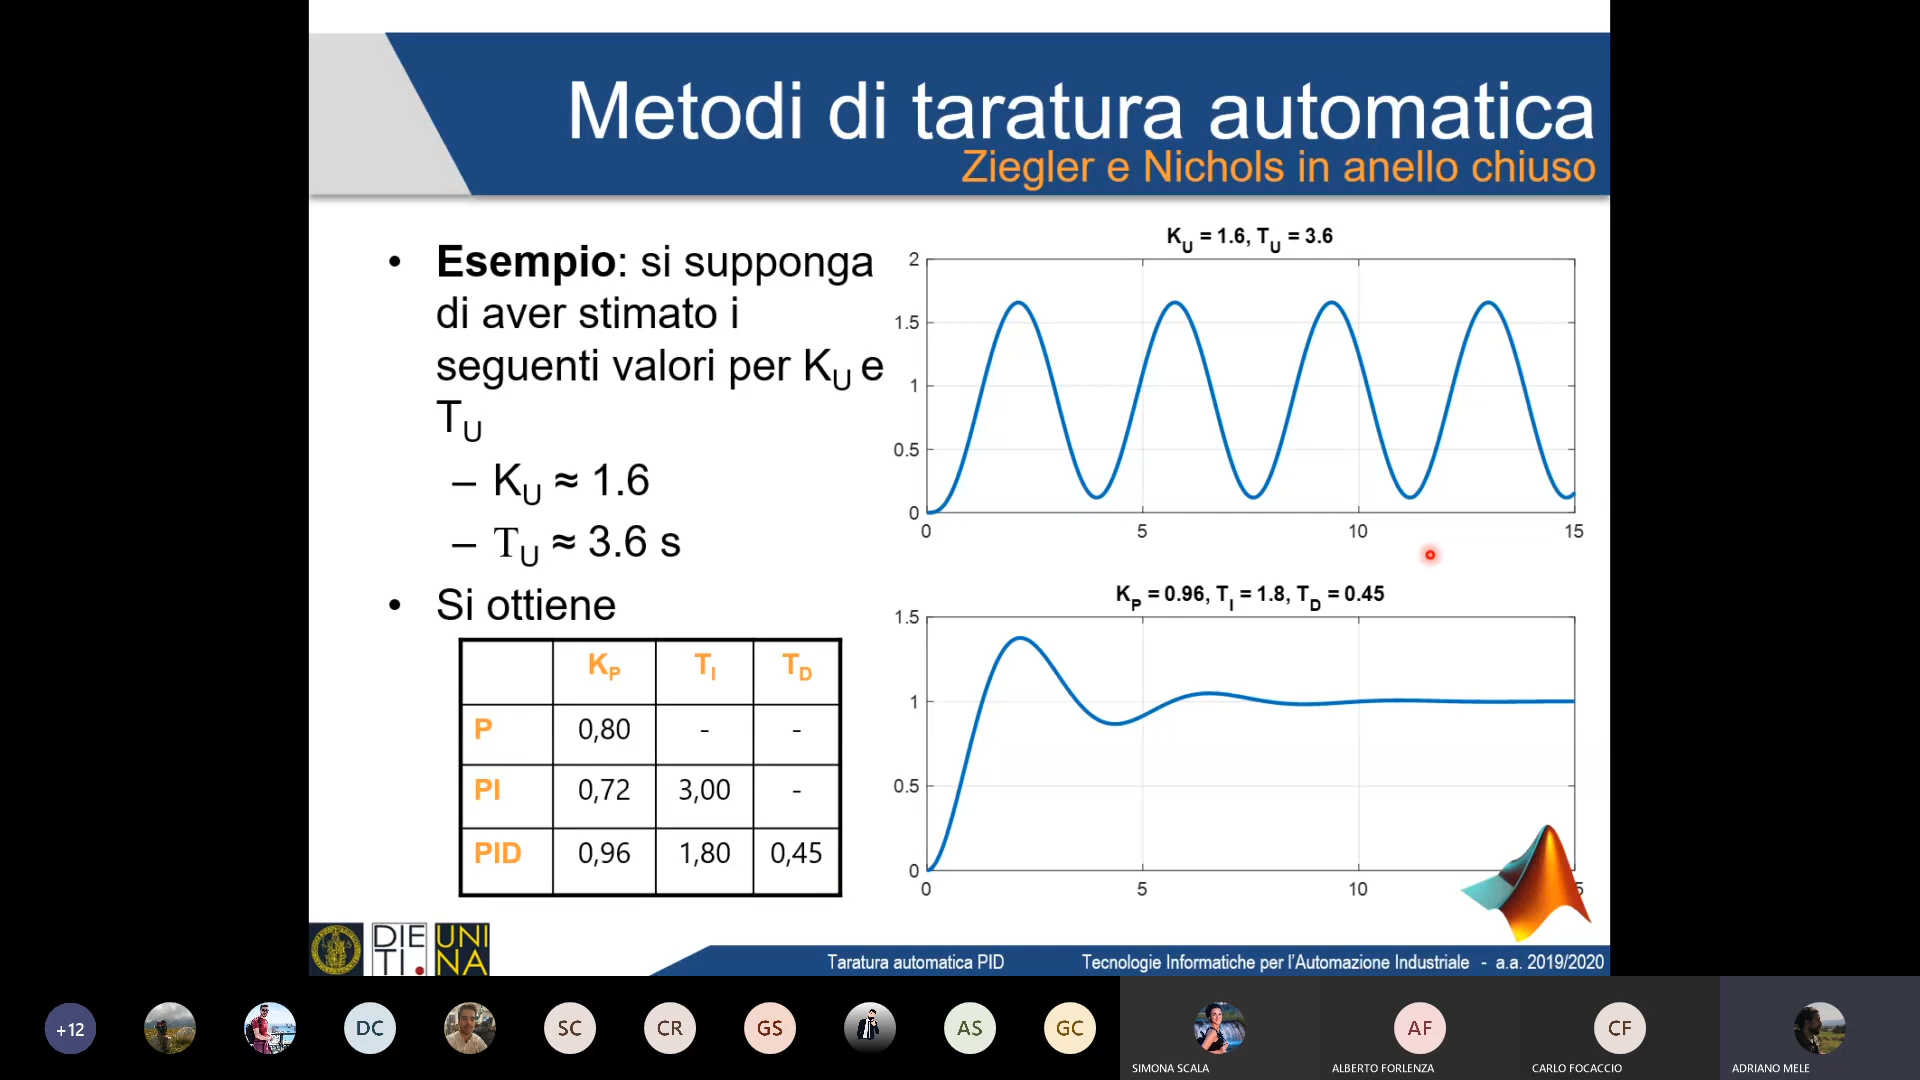 Metodi di taratura automatica
Ziegler e Nichols in anello chiuso
• Esempio: si supponga
di aver stimato i
seguenti valori per KU e
TU
– KU ≈ 1.6
– TU ≈ 3.6 s
• Si ottiene
KP TI TD
P 0,80 - -
PI 0,72 3,00 -
PID 0,96 1,80 0,45
KU = 1.6, TU = 3.6
2
1.5
1
0.5
0
0 5 10 15
KP = 0.96, TI = 1.8, TD = 0.45
1.5
1
0.5
0
0 5 10 5
DIE
TI.
UNI
NA
Taratura automatica PID
Tecnologie Informatiche per l'Automazione Industriale - a.a. 2019/2020
+12 DC SC CR GS AS GC AF CF
SIMONA SCALA ALBERTO FORLENZA CARLO FOCACCIO ADRIANO MELE